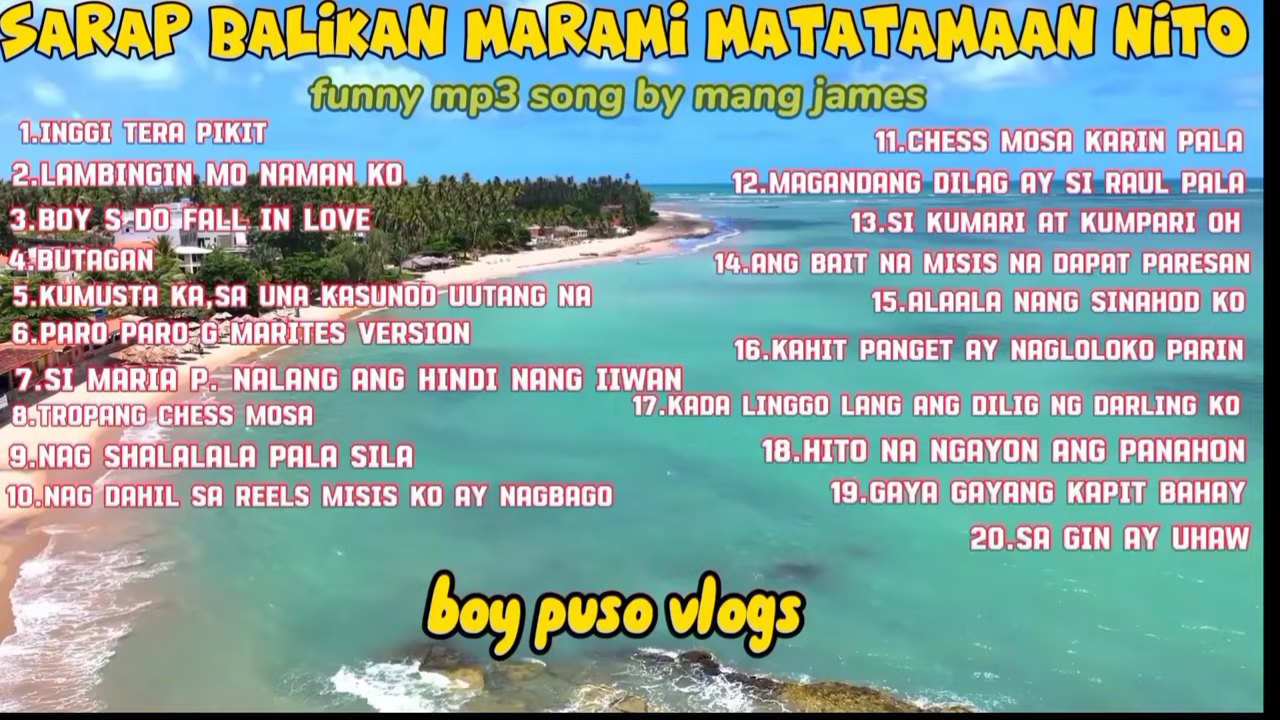 SARAP BALiKAN MARAMi MATATAMAAN NiTO
funny mp3 song by mang james
1.INGGI TERA PIKIT
2.LAMBINGIN MO NAMAN KO
3.BOY S DO FALL IN LOVE
4.BUTAGAN
5.KUMUSTA KA,SA UNA KASUNOD UUTANG NA
6.PARO PARO G MARITES VERSION
7.SI MARIA P. NALANG ANG HINDI NANG IIWAN
8.TROPANG CHESS MOSA
9.NAG SHALALALA PALA SILA
10.NAG DAHIL SA REELS MISIS KO AY NAGBAGO
11.CHESS MOSA KARIN PALA
12.MAGANDANG DILAG AY SI RAUL PALA
13.SI KUMARI AT KUMPARI OH
14.ANG BAIT NA MISIS NA DAPAT PARESAN
15.ALAALA NANG SINAHOD KO
16.KAHIT PANGET AY NAGLOLOKO PARIN
17.KADA LINGGO LANG ANG DILIG NG DARLING KO
18.HITO NA NGAYON ANG PANAHON
19.GAYA GAYANG KAPIT BAHAY
20.SA GIN AY UHAW
boy puso vlogs